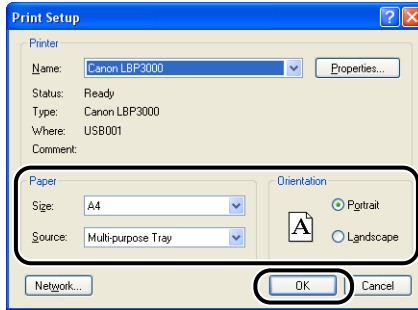 Print Setup
Printer
Name: Canon LBP3000 Properties...
Status: Ready
Type: Canon LBP3000
Where: USB001
Comment:
Paper Orientation
Size: A4 Portrait
A
Source: Multi-purpose Tray Landscape
Network... OK Cancel